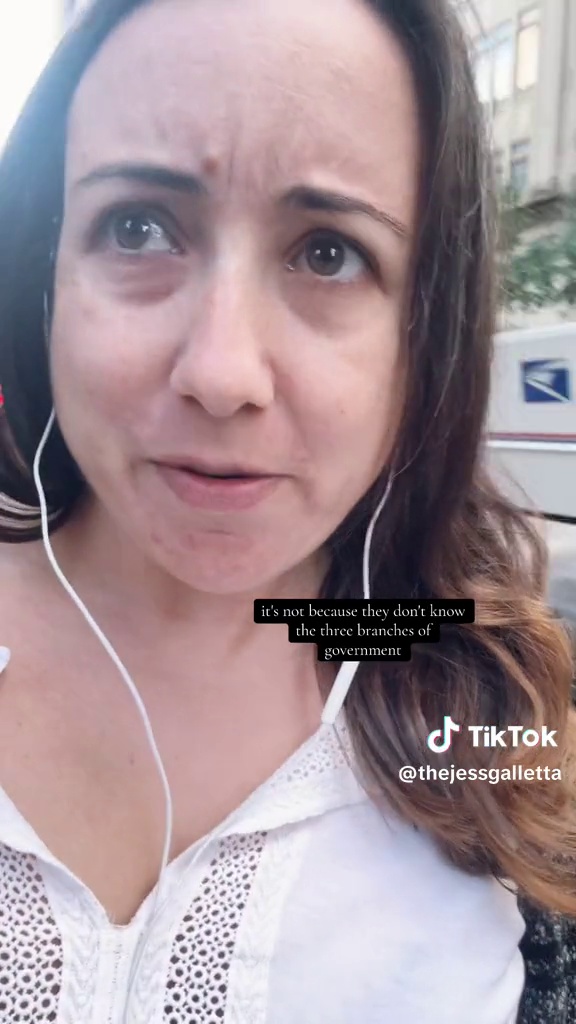 it's not because they don't know
the three branches of
government
TikTok
@thejessgalletta